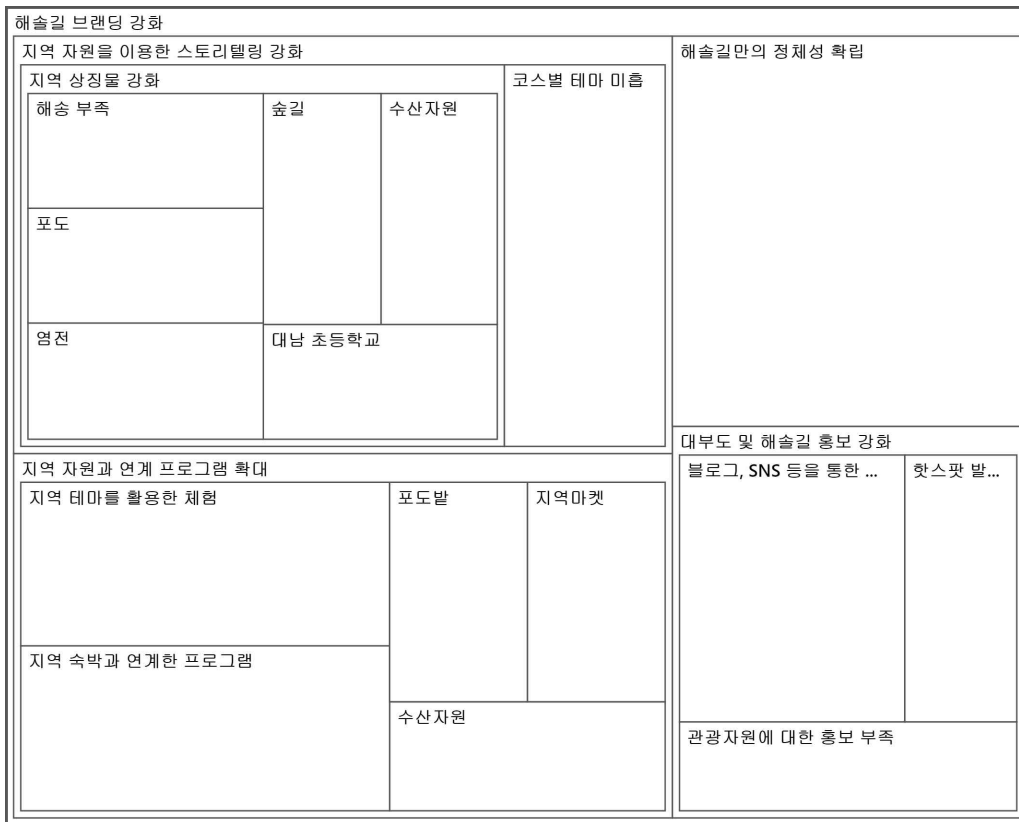 해솔길 브랜딩 강화
지역 자원을 이용한 스토리텔링 강화
지역 상징물 강화
해송 부족
숲길
수산자원
포도
염전
대남 초등학교
코스별 테마 미흡
해솔길만의 정체성 확립
지역 자원과 연계 프로그램 확대
지역 테마를 활용한 체험
포도밭
지역마켓
지역 숙박과 연계한 프로그램
수산자원
대부도 및 해솔길 홍보 강화
블로그, SNS 등을 통한 ...
핫스팟 발...
관광자원에 대한 홍보 부족